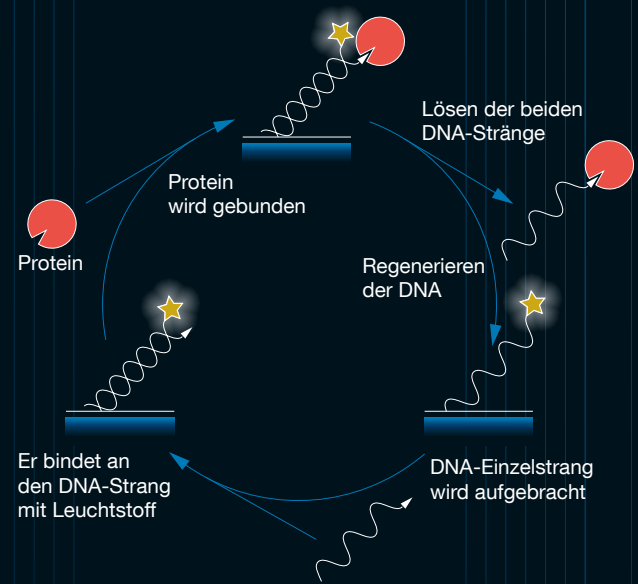 Lösen der beiden
DNA-Stränge
Protein
wird gebunden
Protein
Regenerieren
der DNA
Er bindet an
den DNA-Strang
mit Leuchtstoff
DNA-Einzelstrang
wird aufgebracht